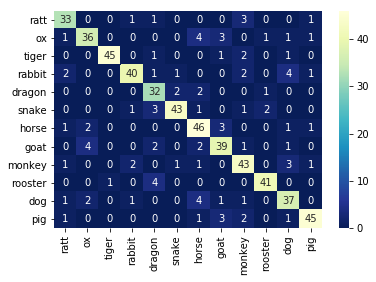 ratt 33 0 0 1 1 0 0 0 3 0 0 1
ox 1 36 0 0 0 0 4 3 0 1 1 1
tiger 0 0 45 0 1 0 0 1 2 0 0 0
rabbit 2 0 0 40 1 1 0 0 2 0 4 1
dragon 0 0 0 0 32 2 2 0 0 1 0 0
snake 0 0 0 1 3 43 1 0 1 2 0 0
horse 1 2 0 0 0 0 46 3 0 0 1 1
goat 0 4 0 0 2 0 2 39 1 0 1 0
monkey 1 0 0 2 0 1 1 0 43 0 3 1
rooster 0 0 1 0 4 0 0 0 0 41 0 0
dog 1 2 0 1 0 0 4 1 1 0 37 0
pig 1 0 0 0 0 0 1 3 2 0 1 45
ratt ox tiger rabbit dragon snake horse goat monkey rooster dog pig
40
30
20
10
0